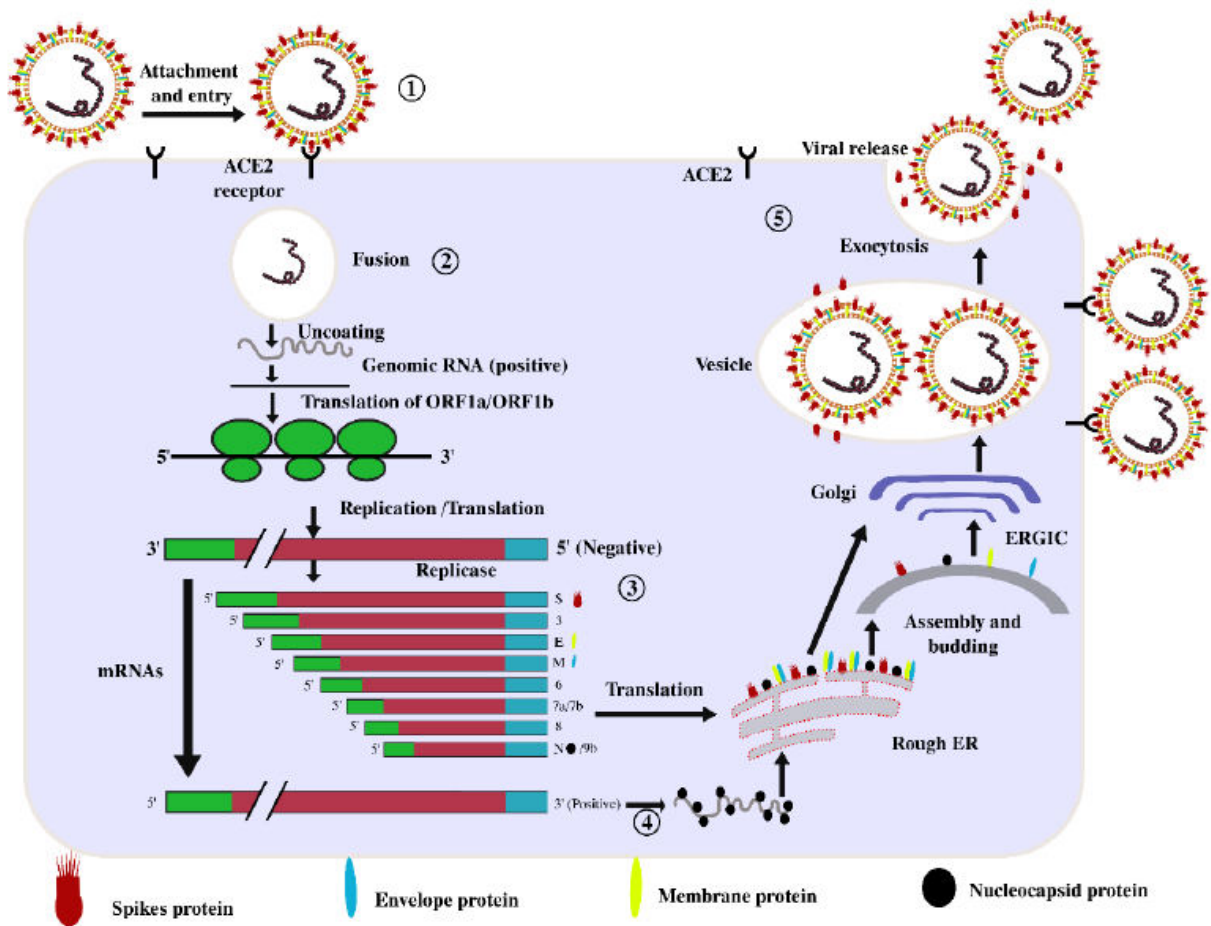 Attachment
and entry
①
ACE2
receptor
ACE2
Viral release
⑤
Exocytosis
Fusion
②
Uncoating
Genomic RNA (positive)
Translation of ORF1a/ORF1b
5' 3'
Vesicle
Replication /Translation
3' 5' (Negative)
Replicase
③
5' S
5' 3
5' E
5' M
5' 6
5' 7a/7b
5' 8
5' N /9b
mRNAs
Translation
5' 3' (Positive)
④
Golgi
ERGIC
Assembly and
budding
Rough ER
Spikes protein
Envelope protein
Membrane protein
Nucleocapsid protein